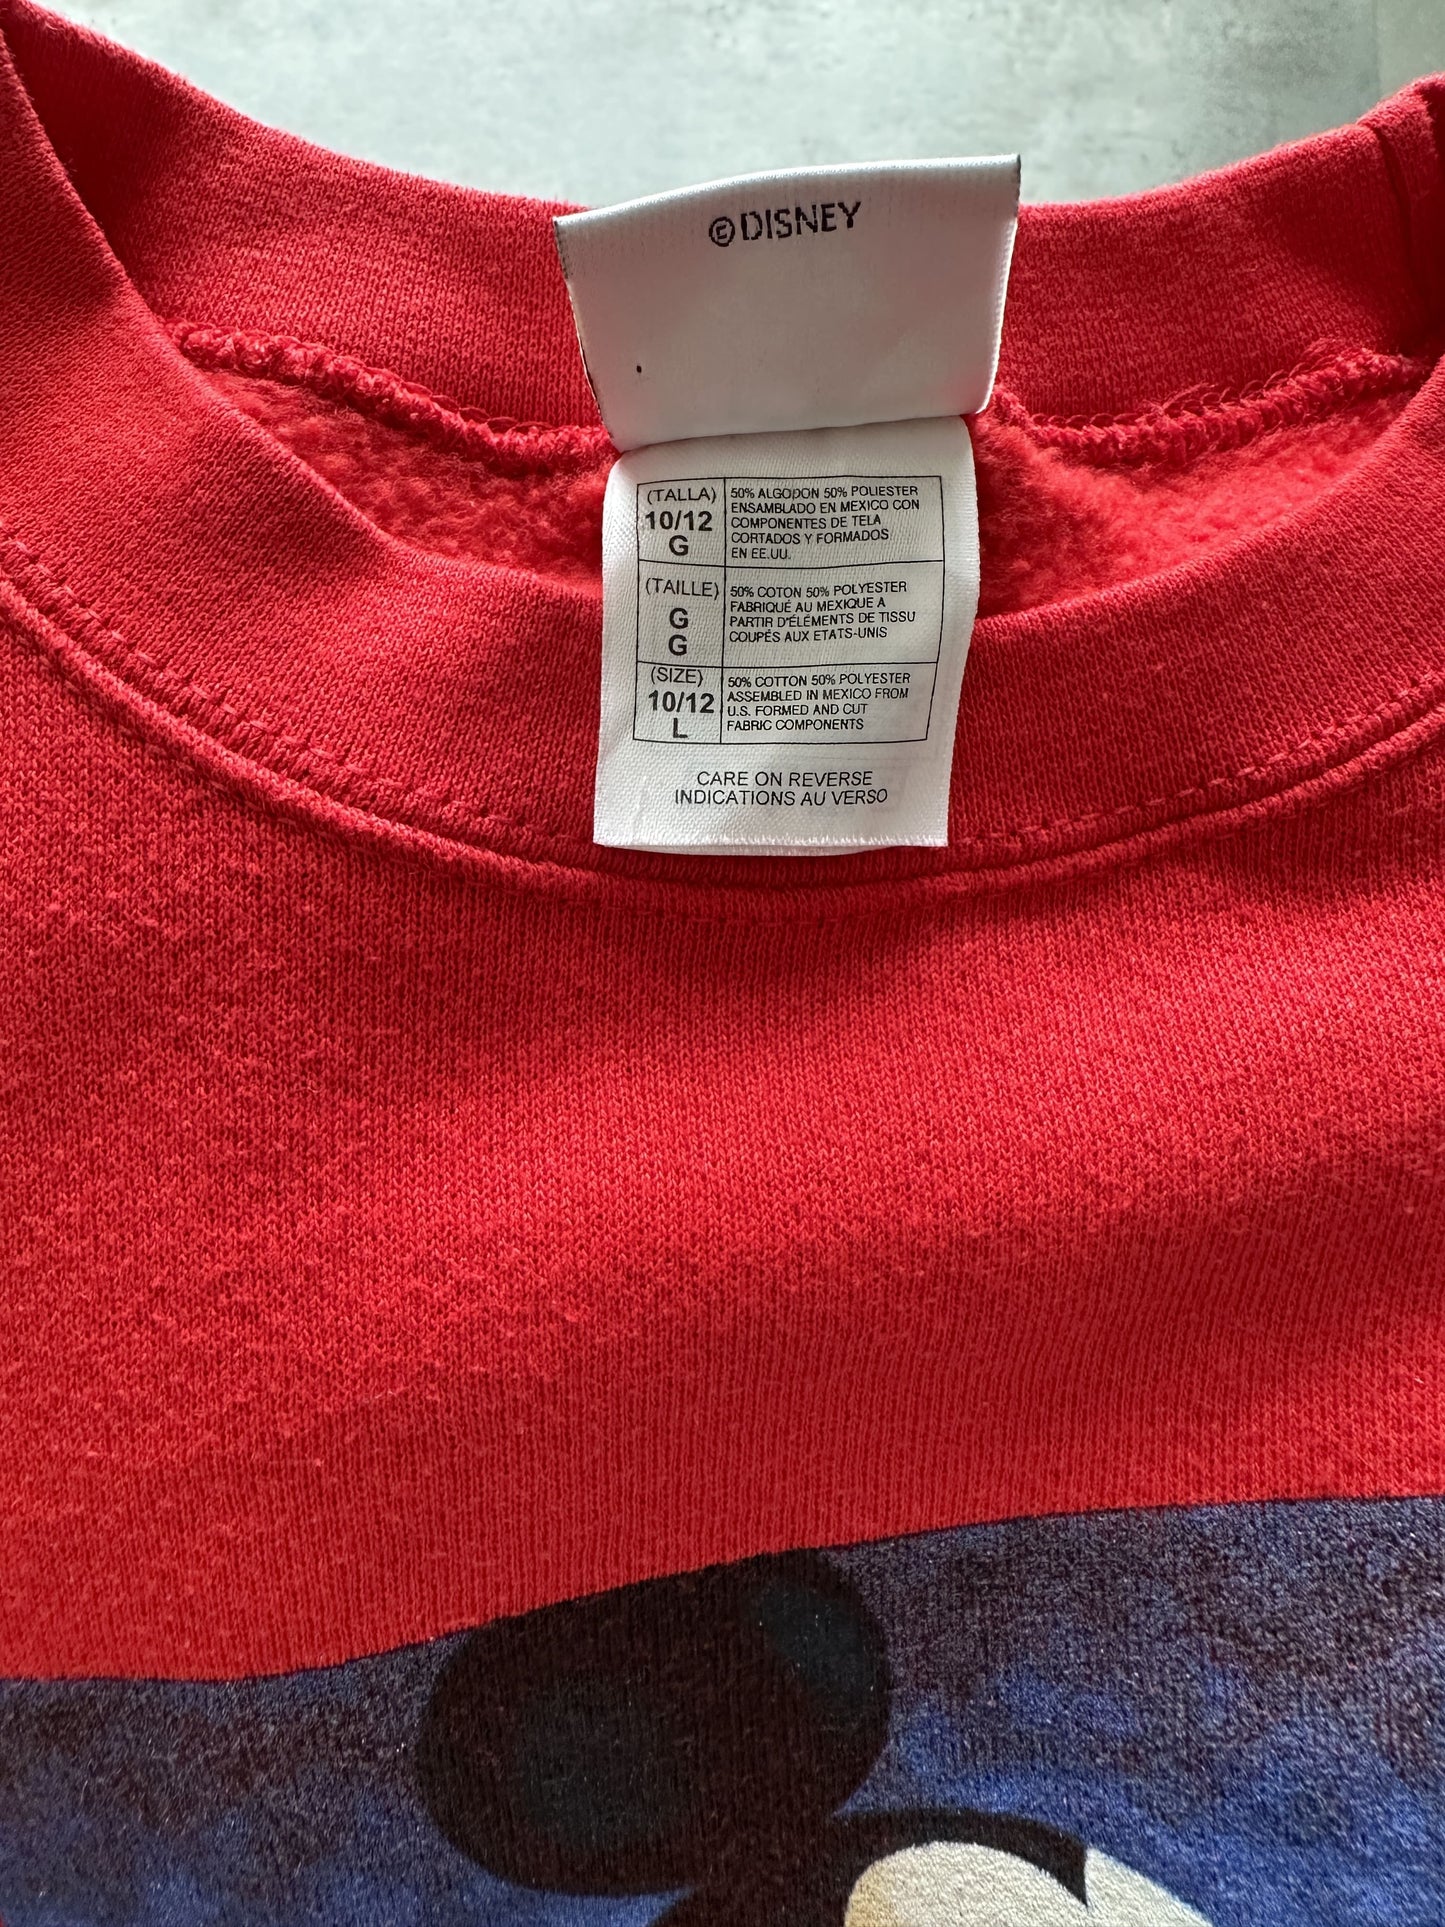 ©DISNEY
(TALLA)
10/12
G
50% ALGODON 50% POLIESTER
ENSAMBLADO EN MEXICO CON
COMPONENTES DE TELA
CORTADOS Y FORMADOS
EN EE.UU.
(TAILLE)
G
G
50% COTON 50% POLYESTER
FABRIQUÉ AU MEXIQUE A
PARTIR D'ÉLÉMENTS DE TISSU
COUPÉS AUX ETATS-UNIS
(SIZE)
10/12
L
50% COTTON 50% POLYESTER
ASSEMBLED IN MEXICO FROM
U.S. FORMED AND CUT
FABRIC COMPONENTS
CARE ON REVERSE
INDICATIONS AU VERSO